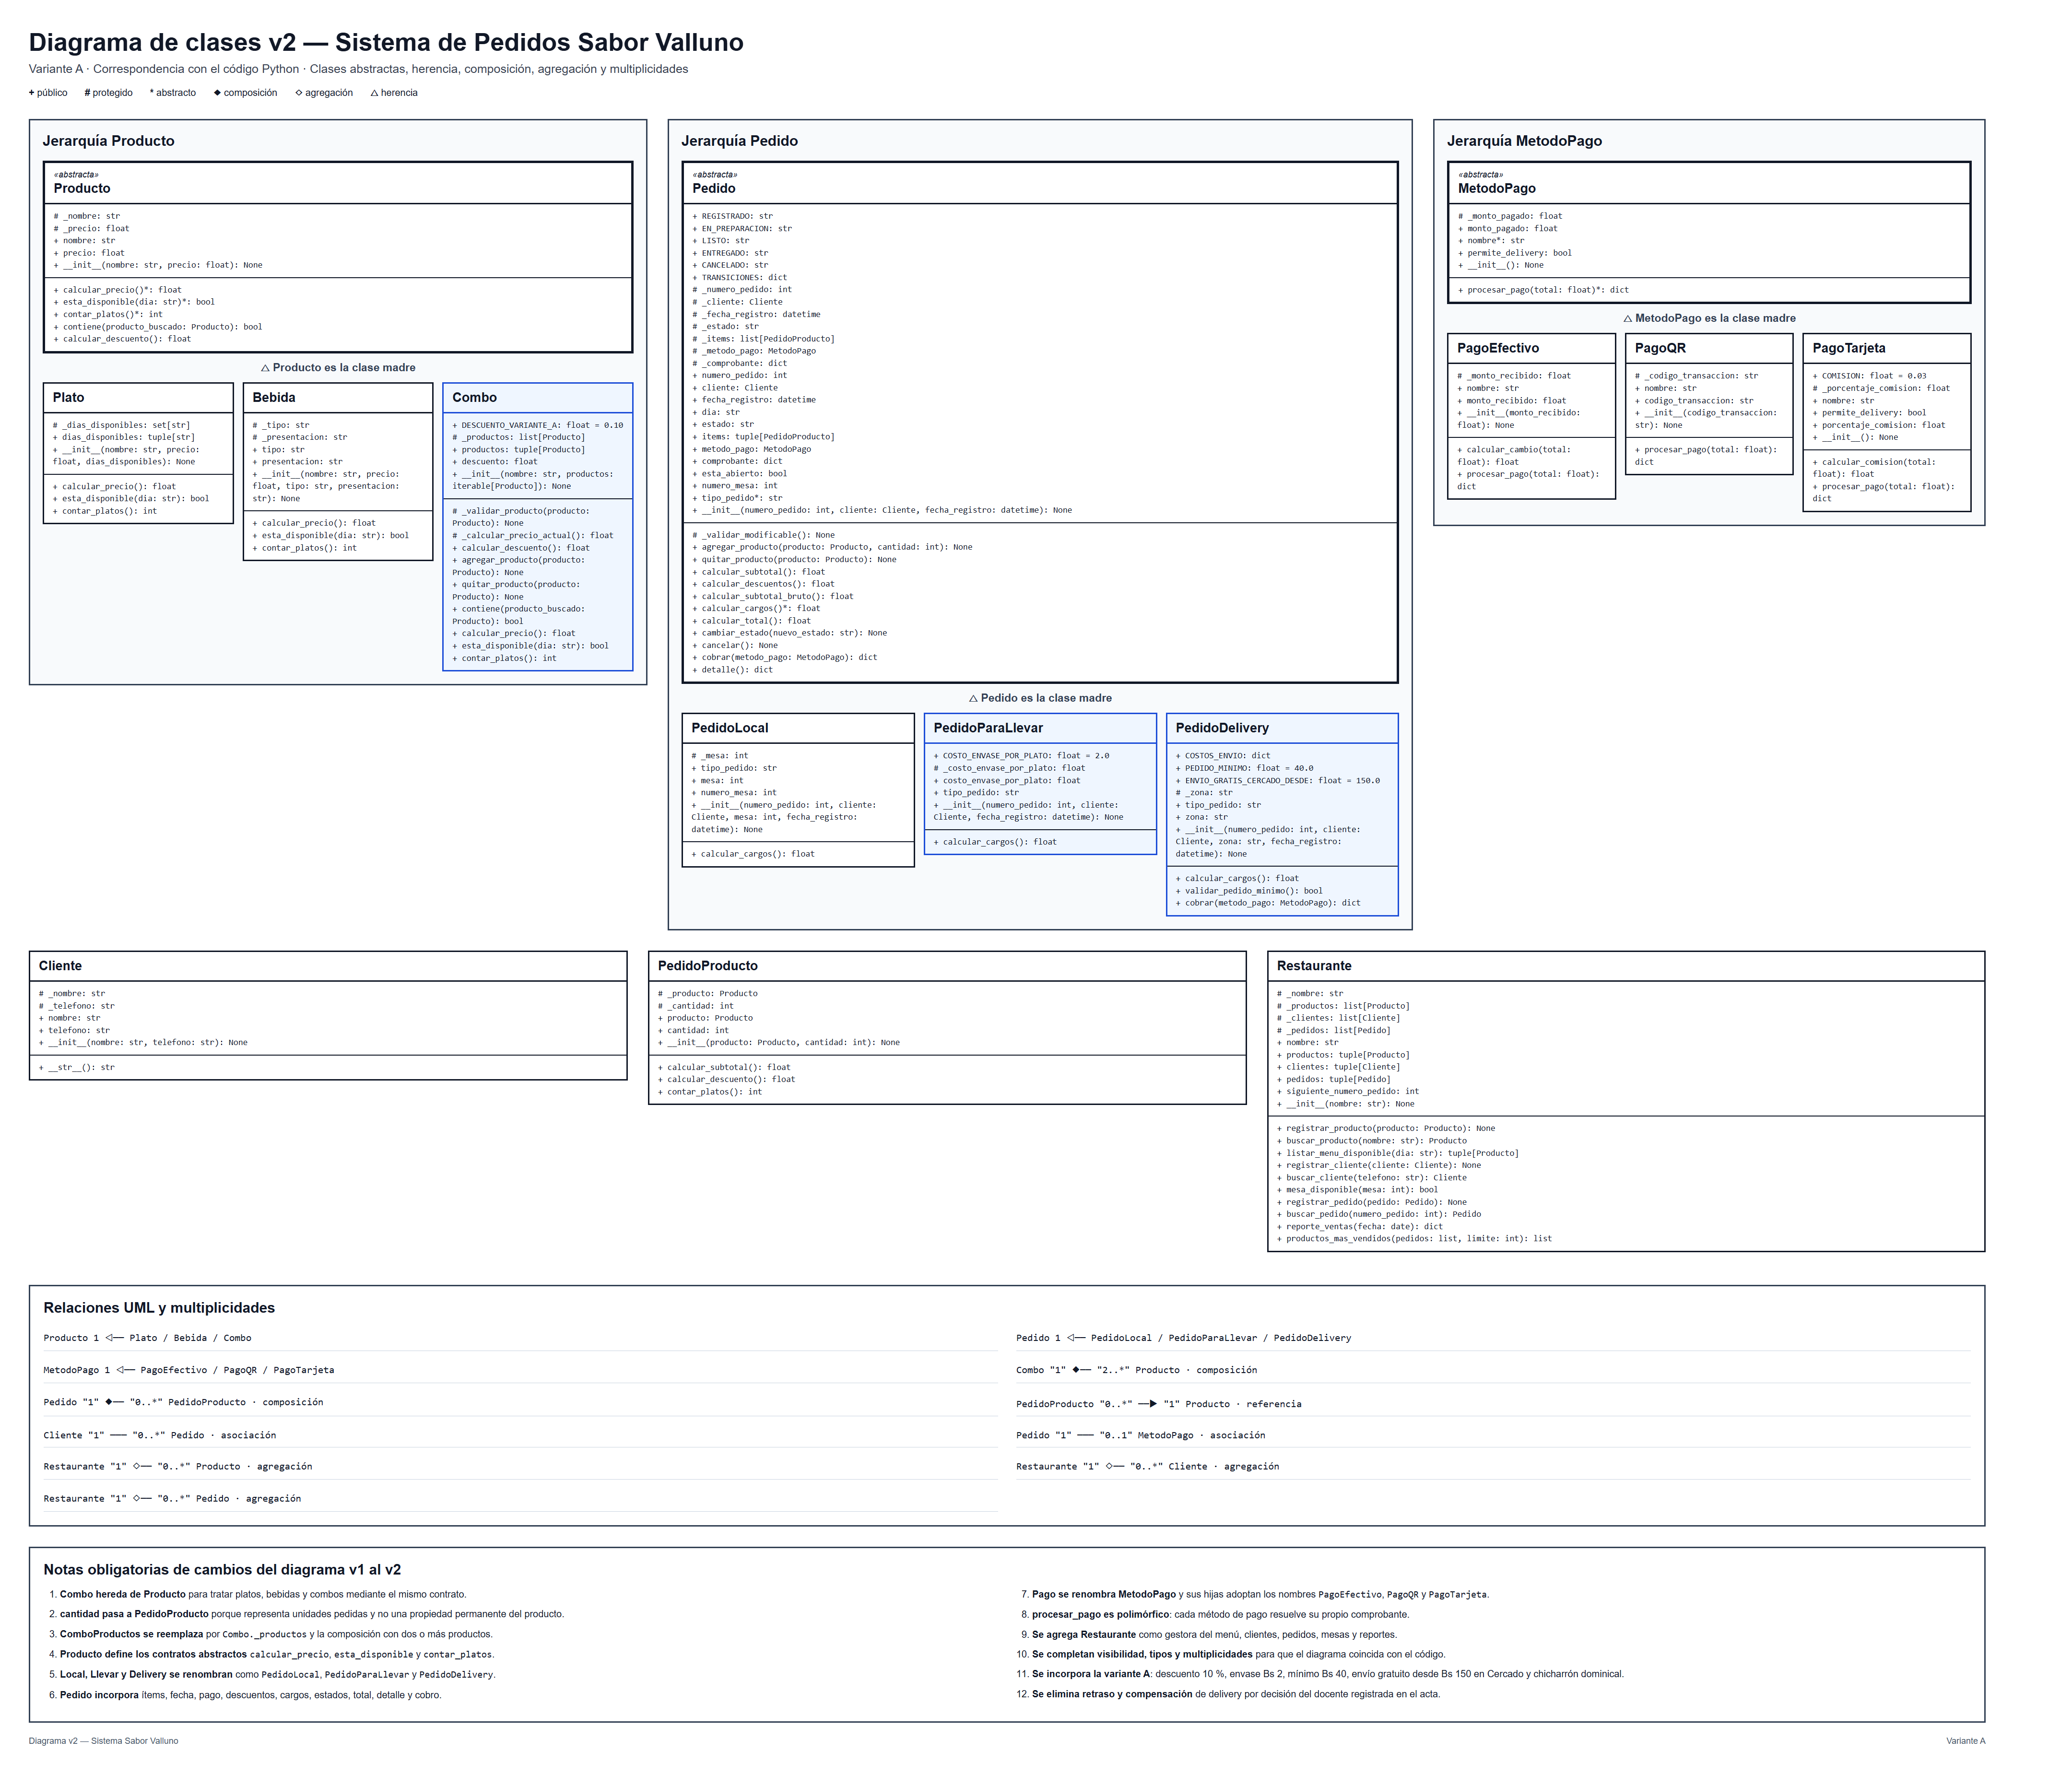 Diagrama de clases v2 — Sistema de Pedidos Sabor Valluno
Variante A · Correspondencia con el código Python · Clases abstractas, herencia, composición, agregación y multiplicidades
+ público # protegido * abstracto ◆ composición ◇ agregación △ herencia
Jerarquía Producto
«abstracta»
Producto
# _nombre: str
# _precio: float
+ nombre: str
+ precio: float
+ __init__(nombre: str, precio: float): None
+ calcular_precio()*: float
+ esta_disponible(dia: str)*: bool
+ contar_platos()*: int
+ contiene(producto_buscado: Producto): bool
+ calcular_descuento(): float
△ Producto es la clase madre
Plato
# _dias_disponibles: set[str]
+ dias_disponibles: tuple[str]
+ __init__(nombre: str, precio:
float, dias_disponibles): None
+ calcular_precio(): float
+ esta_disponible(dia: str): bool
+ contar_platos(): int
Bebida
# _tipo: str
# _presentacion: str
+ tipo: str
+ presentacion: str
+ __init__(nombre: str, precio:
float, tipo: str, presentacion:
str): None
+ calcular_precio(): float
+ esta_disponible(dia: str): bool
+ contar_platos(): int
Combo
+ DESCUENTO_VARIANTE_A: float = 0.10
# _productos: list[Producto]
+ productos: tuple[Producto]
+ descuento: float
+ __init__(nombre: str, productos:
iterable[Producto]): None
# _validar_producto(producto:
Producto): None
# _calcular_precio_actual(): float
+ calcular_descuento(): float
+ agregar_producto(producto:
Producto): None
+ quitar_producto(producto:
Producto): None
+ contiene(producto_buscado:
Producto): bool
+ calcular_precio(): float
+ esta_disponible(dia: str): bool
+ contar_platos(): int
Jerarquía Pedido
«abstracta»
Pedido
+ REGISTRADO: str
+ EN_PREPARACION: str
+ LISTO: str
+ ENTREGADO: str
+ CANCELADO: str
+ TRANSICIONES: dict
# _numero_pedido: int
# _cliente: Cliente
# _fecha_registro: datetime
# _estado: str
# _items: list[PedidoProducto]
# _metodo_pago: MetodoPago
# _comprobante: dict
+ numero_pedido: int
+ cliente: Cliente
+ fecha_registro: datetime
+ dia: str
+ estado: str
+ items: tuple[PedidoProducto]
+ metodo_pago: MetodoPago
+ comprobante: dict
+ esta_abierto: bool
+ numero_mesa: int
+ tipo_pedido*: str
+ __init__(numero_pedido: int, cliente: Cliente, fecha_registro: datetime): None
# _validar_modificable(): None
+ agregar_producto(producto: Producto, cantidad: int): None
+ quitar_producto(producto: Producto): None
+ calcular_subtotal(): float
+ calcular_descuentos(): float
+ calcular_subtotal_bruto(): float
+ calcular_cargos()*: float
+ calcular_total(): float
+ cambiar_estado(nuevo_estado: str): None
+ cancelar(): None
+ cobrar(metodo_pago: MetodoPago): dict
+ detalle(): dict
△ Pedido es la clase madre
PedidoLocal
# _mesa: int
+ tipo_pedido: str
+ mesa: int
+ numero_mesa: int
+ __init__(numero_pedido: int, cliente:
Cliente, mesa: int, fecha_registro:
datetime): None
+ calcular_cargos(): float
PedidoParaLlevar
+ COSTO_ENVASE_POR_PLATO: float = 2.0
# _costo_envase_por_plato: float
+ costo_envase_por_plato: float
+ tipo_pedido: str
+ __init__(numero_pedido: int, cliente:
Cliente, fecha_registro: datetime): None
+ calcular_cargos(): float
PedidoDelivery
+ COSTOS_ENVIO: dict
+ PEDIDO_MINIMO: float = 40.0
+ ENVIO_GRATIS_CERCADO_DESDE: float = 150.0
# _zona: str
+ tipo_pedido: str
+ zona: str
+ __init__(numero_pedido: int, cliente:
Cliente, zona: str, fecha_registro:
datetime): None
+ calcular_cargos(): float
+ validar_pedido_minimo(): bool
+ cobrar(metodo_pago: MetodoPago): dict
Jerarquía MetodoPago
«abstracta»
MetodoPago
# _monto_pagado: float
+ monto_pagado: float
+ nombre*: str
+ permite_delivery: bool
+ __init__(): None
+ procesar_pago(total: float)*: dict
△ MetodoPago es la clase madre
PagoEfectivo
# _monto_recibido: float
+ nombre: str
+ monto_recibido: float
+ __init__(monto_recibido:
float): None
+ calcular_cambio(total:
float): float
+ procesar_pago(total: float):
dict
PagoQR
# _codigo_transaccion: str
+ nombre: str
+ codigo_transaccion: str
+ __init__(codigo_transaccion:
str): None
+ procesar_pago(total: float):
dict
PagoTarjeta
+ COMISION: float = 0.03
# _porcentaje_comision: float
+ nombre: str
+ permite_delivery: bool
+ porcentaje_comision: float
+ __init__(): None
+ calcular_comision(total:
float): float
+ procesar_pago(total: float):
dict
Cliente
# _nombre: str
# _telefono: str
+ nombre: str
+ telefono: str
+ __init__(nombre: str, telefono: str): None
+ __str__(): str
PedidoProducto
# _producto: Producto
# _cantidad: int
+ producto: Producto
+ cantidad: int
+ __init__(producto: Producto, cantidad: int): None
+ calcular_subtotal(): float
+ calcular_descuento(): float
+ contar_platos(): int
Restaurante
# _nombre: str
# _productos: list[Producto]
# _clientes: list[Cliente]
# _pedidos: list[Pedido]
+ nombre: str
+ productos: tuple[Producto]
+ clientes: tuple[Cliente]
+ pedidos: tuple[Pedido]
+ siguiente_numero_pedido: int
+ __init__(nombre: str): None
+ registrar_producto(producto: Producto): None
+ buscar_producto(nombre: str): Producto
+ listar_menu_disponible(dia: str): tuple[Producto]
+ registrar_cliente(cliente: Cliente): None
+ buscar_cliente(telefono: str): Cliente
+ mesa_disponible(mesa: int): bool
+ registrar_pedido(pedido: Pedido): None
+ buscar_pedido(numero_pedido: int): Pedido
+ reporte_ventas(fecha: date): dict
+ productos_mas_vendidos(pedidos: list, limite: int): list
Relaciones UML y multiplicidades
Producto 1 ◁── Plato / Bebida / Combo
Pedido 1 ◁── PedidoLocal / PedidoParaLlevar / PedidoDelivery
MetodoPago 1 ◁── PagoEfectivo / PagoQR / PagoTarjeta
Combo "1" ◆── "2..*" Producto · composición
Pedido "1" ◆── "0..*" PedidoProducto · composición
PedidoProducto "0..*" ──▶ "1" Producto · referencia
Cliente "1" ─── "0..*" Pedido · asociación
Pedido "1" ─── "0..1" MetodoPago · asociación
Restaurante "1" ◇── "0..*" Producto · agregación
Restaurante "1" ◇── "0..*" Cliente · agregación
Restaurante "1" ◇── "0..*" Pedido · agregación
Notas obligatorias de cambios del diagrama v1 al v2
1. Combo hereda de Producto para tratar platos, bebidas y combos mediante el mismo contrato.
2. cantidad pasa a PedidoProducto porque representa unidades pedidas y no una propiedad permanente del producto.
3. ComboProductos se reemplaza por Combo._productos y la composición con dos o más productos.
4. Producto define los contratos abstractos calcular_precio, esta_disponible y contar_platos.
5. Local, Llevar y Delivery se renombran como PedidoLocal, PedidoParaLlevar y PedidoDelivery.
6. Pedido incorpora ítems, fecha, pago, descuentos, cargos, estados, total, detalle y cobro.
7. Pago se renombra MetodoPago y sus hijas adoptan los nombres PagoEfectivo, PagoQR y PagoTarjeta.
8. procesar_pago es polimórfico: cada método de pago resuelve su propio comprobante.
9. Se agrega Restaurante como gestora del menú, clientes, pedidos, mesas y reportes.
10. Se completan visibilidad, tipos y multiplicidades para que el diagrama coincida con el código.
11. Se incorpora la variante A: descuento 10 %, envase Bs 2, mínimo Bs 40, envío gratuito desde Bs 150 en Cercado y chicharrón dominical.
12. Se elimina retraso y compensación de delivery por decisión del docente registrada en el acta.
Diagrama v2 — Sistema Sabor Valluno
Variante A